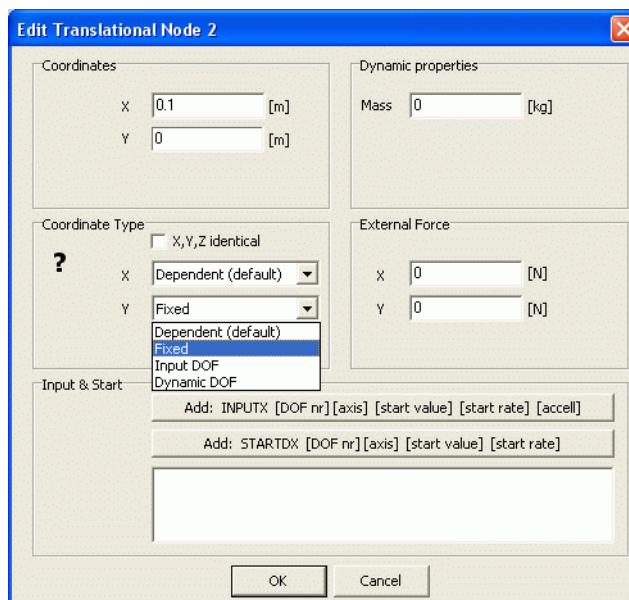 Edit Translational Node 2
Coordinates
X 0.1 [m]
Y 0 [m]
Dynamic properties
Mass 0 [kg]
Coordinate Type
?
X,Y,Z identical
X Dependent (default)
Y Fixed
Dependent (default)
Fixed
Input DOF
Dynamic DOF
External Force
X 0 [N]
Y 0 [N]
Input & Start
Add: INPUTX [DOF nr][axis] [start value] [start rate] [accell]
Add: STARTDX [DOF nr][axis] [start value] [start rate]
OK
Cancel